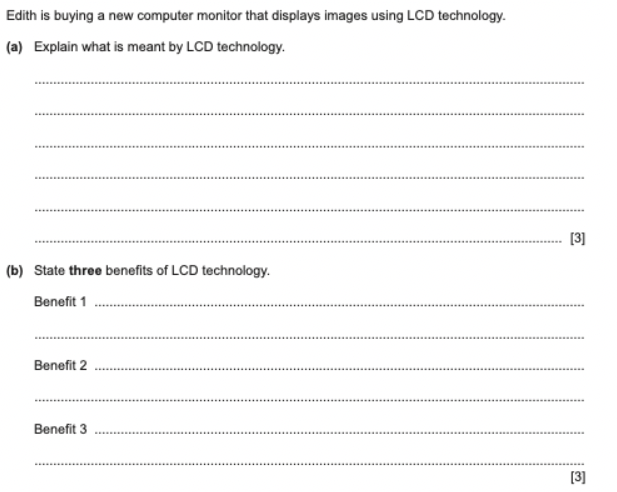 Edith is buying a new computer monitor that displays images using LCD technology.
(a) Explain what is meant by LCD technology.
[3]
(b) State three benefits of LCD technology.
Benefit 1
Benefit 2
Benefit 3
[3]